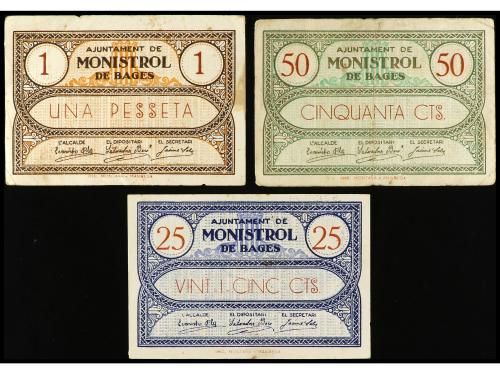 AJUNTAMENT DE
1 MONISTROL 1
DE BAGES
UNA PESSETA
L'ALCALDE EL DIPOSITARI EL SECRETARI
AJUNTAMENT DE
50 MONISTROL 50
DE BAGES
CINQUANTA CTS.
L'ALCALDE EL DIPOSITARI EL SECRETARI
AJUNTAMENT DE
25 MONISTROL 25
DE BAGES
VINT I CINC CTS.
L'ALCALDE EL DIPOSITARI EL SECRETARI